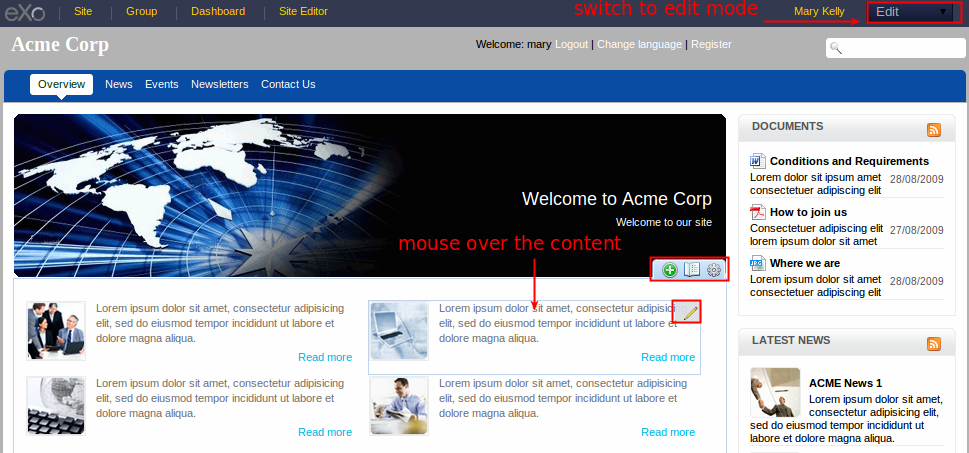 eXo Site Group Dashboard Site Editor switch to edit mode Mary Kelly Edit
Acme Corp Welcome: mary Logout | Change language | Register
Overview News Events Newsletters Contact Us
Welcome to Acme Corp
Welcome to our site
mouse over the content
Lorem ipsum dolor sit amet, consectetur adipisicing
elit, sed do eiusmod tempor incididunt ut labore et
dolore magna aliqua.
Read more
Lorem ipsum dolor sit amet, consectetur adipisici
elit, sed do eiusmod tempor incididunt ut labore et
dolore magna aliqua.
Read more
Lorem ipsum dolor sit amet, consectetur adipisicing
elit, sed do eiusmod tempor incididunt ut labore et
dolore magna aliqua.
Read more
Lorem ipsum dolor sit amet, consectetur adipisicing
elit, sed do eiusmod tempor incididunt ut labore et
dolore magna aliqua.
Read more
DOCUMENTS
Conditions and Requirements
Lorem ipsum dolor sit ipsum amet 28/08/2009
consectetuer adipiscing elit
How to join us
Consectetuer adipiscing elit 27/08/2009
lorem ipsum dolor sit amet
Where we are
Lorem ipsum dolor sit amet 28/08/2009
consectetuer adipiscing elit
LATEST NEWS
ACME News 1
Lorem ipsum dolor sit amet,
consectetur adipisicing elit,
sed do eiusmod tempor incididunt ut
labore et dolore magna aliqua.